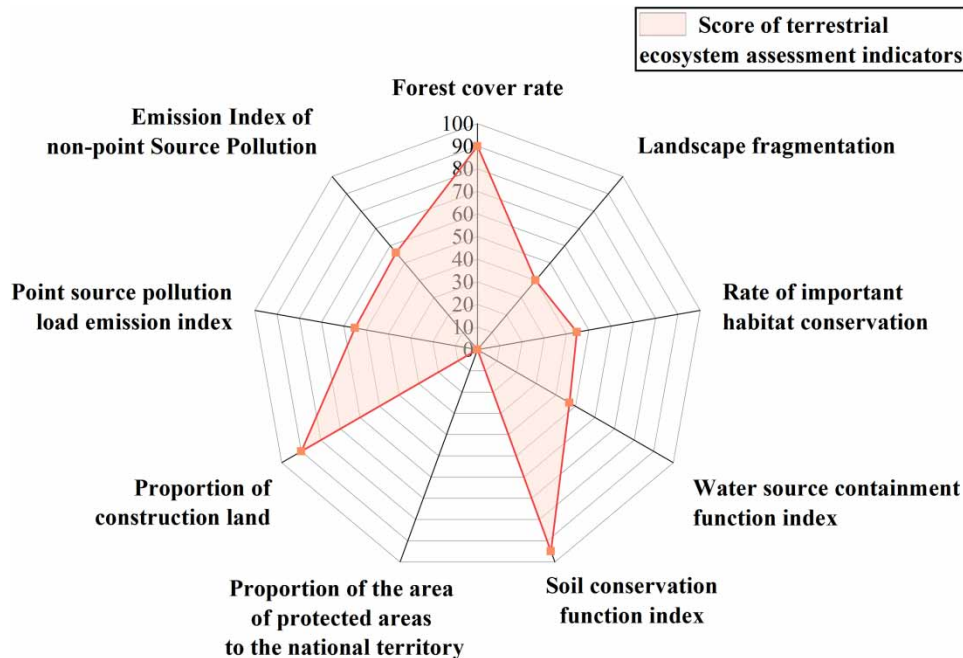 Score of terrestrial
ecosystem assessment indicators
Forest cover rate
Emission Index of
non-point Source Pollution
Landscape fragmentation
100
90
80
70
60
50
40
30
20
10
0
Point source pollution
load emission index
Rate of important
habitat conservation
Proportion of
construction land
Water source containment
function index
Proportion of the area
of protected areas
to the national territory
Soil conservation
function index